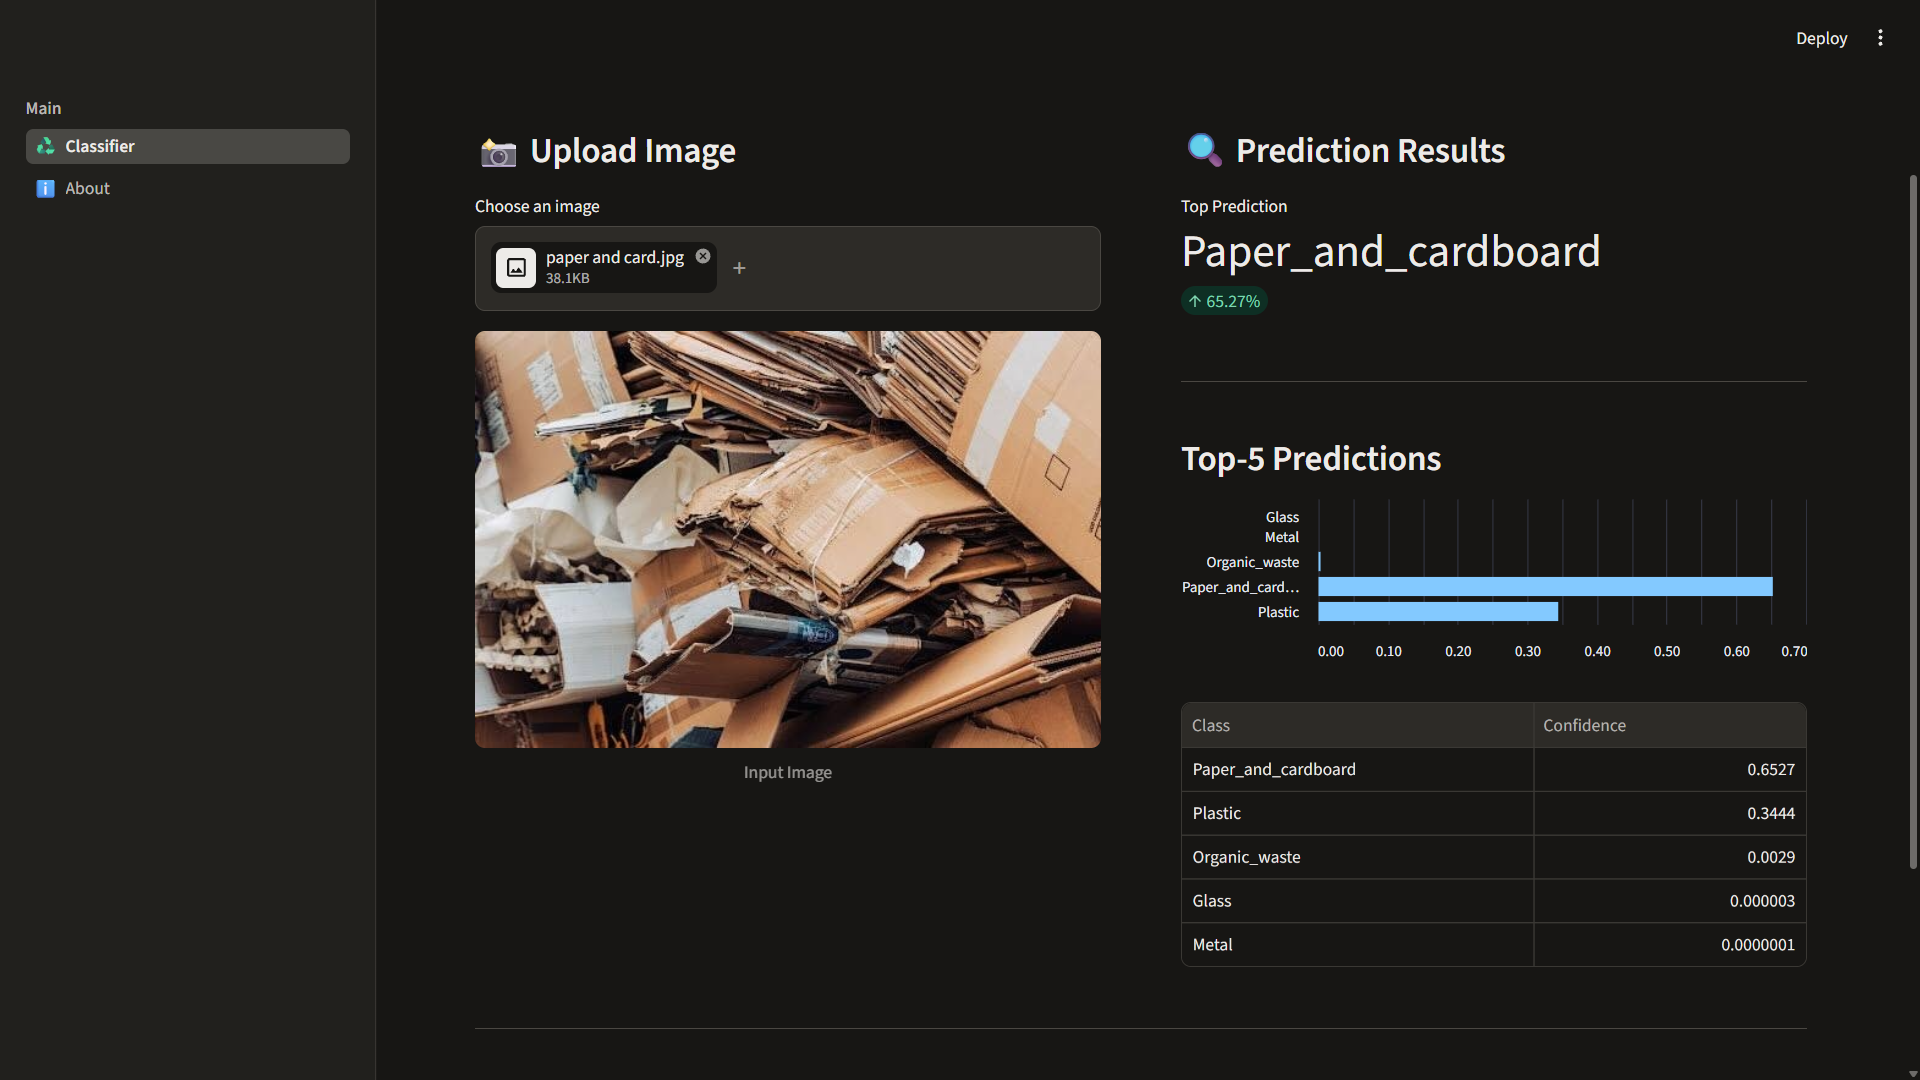 Deploy
Main
Classifier
About
Upload Image
Choose an image
paper and card.jpg
38.1KB
Input Image
Prediction Results
Top Prediction
Paper_and_cardboard
↑ 65.27%
Top-5 Predictions
Glass
Metal
Organic_waste
Paper_and_card…
Plastic
0.00 0.10 0.20 0.30 0.40 0.50 0.60 0.70
Class Confidence
Paper_and_cardboard 0.6527
Plastic 0.3444
Organic_waste 0.0029
Glass 0.000003
Metal 0.0000001